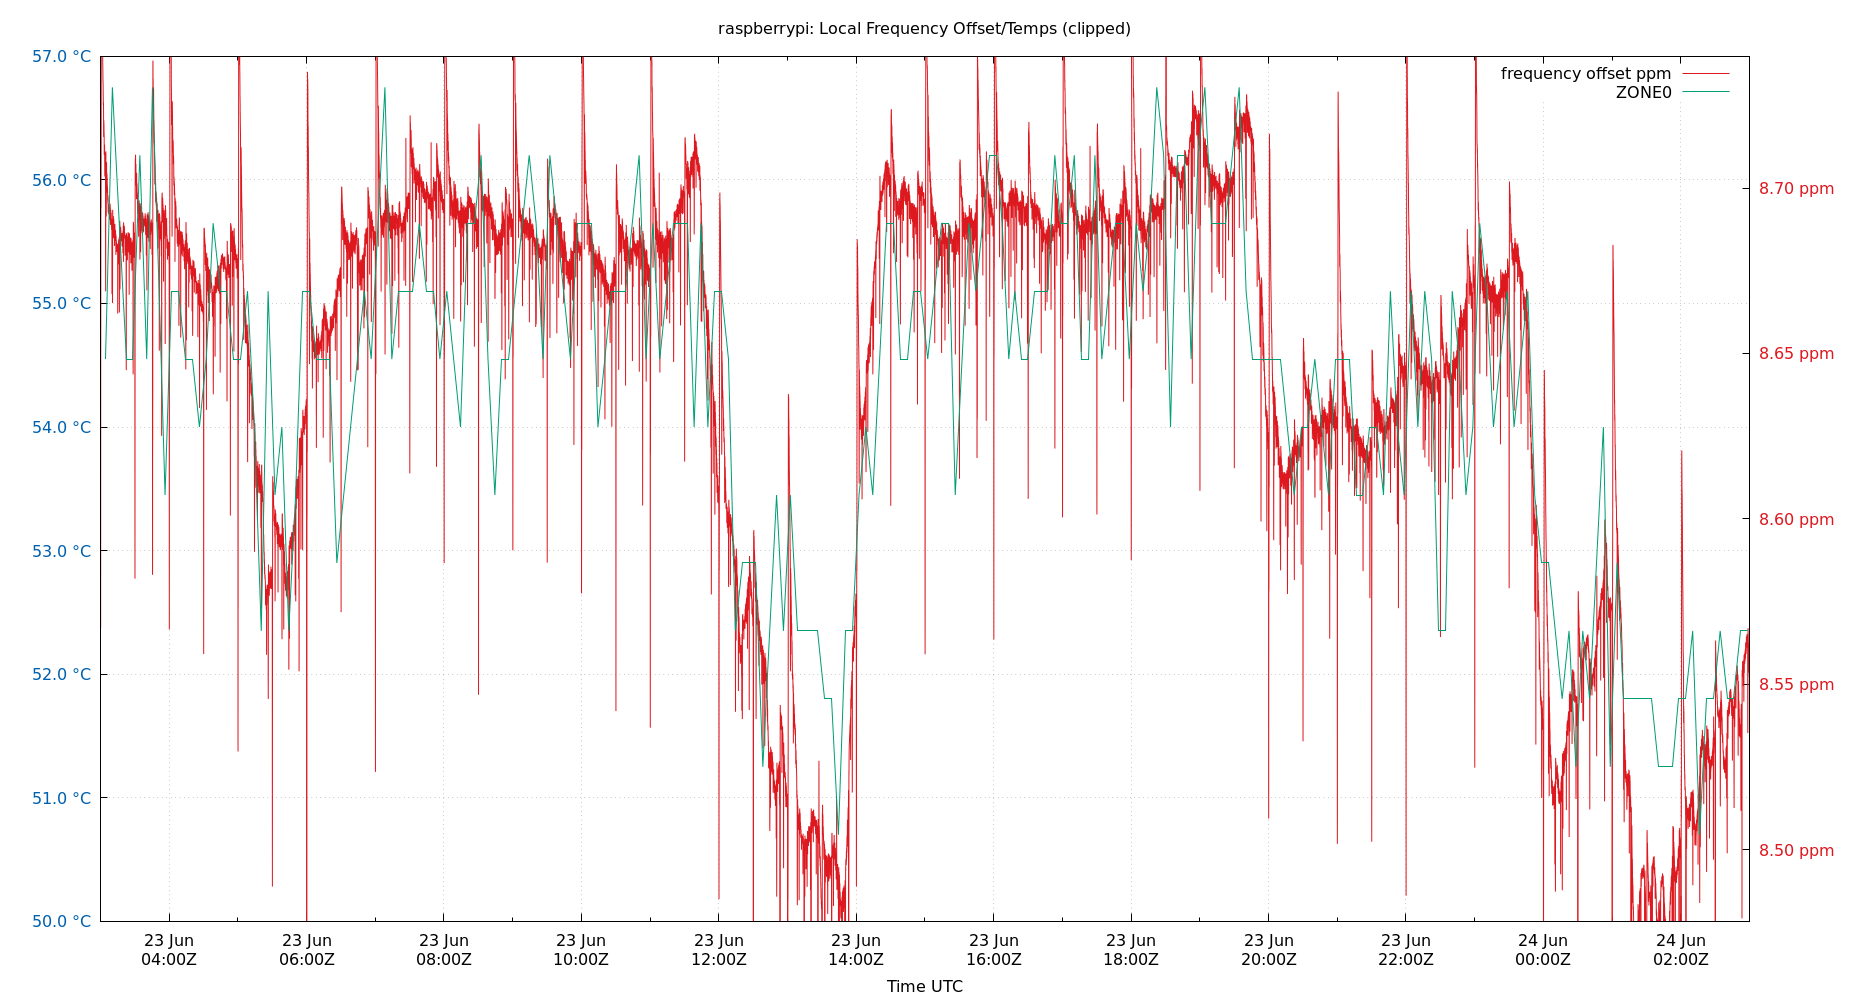 raspberrypi: Local Frequency Offset/Temps (clipped)
frequency offset ppm
ZONE0
57.0 °C
56.0 °C
55.0 °C
54.0 °C
53.0 °C
52.0 °C
51.0 °C
50.0 °C
8.70 ppm
8.65 ppm
8.60 ppm
8.55 ppm
8.50 ppm
23 Jun 23 Jun 23 Jun 23 Jun 23 Jun 23 Jun 23 Jun 23 Jun 23 Jun 23 Jun 24 Jun 24 Jun
04:00Z 06:00Z 08:00Z 10:00Z 12:00Z 14:00Z 16:00Z 18:00Z 20:00Z 22:00Z 00:00Z 02:00Z
Time UTC